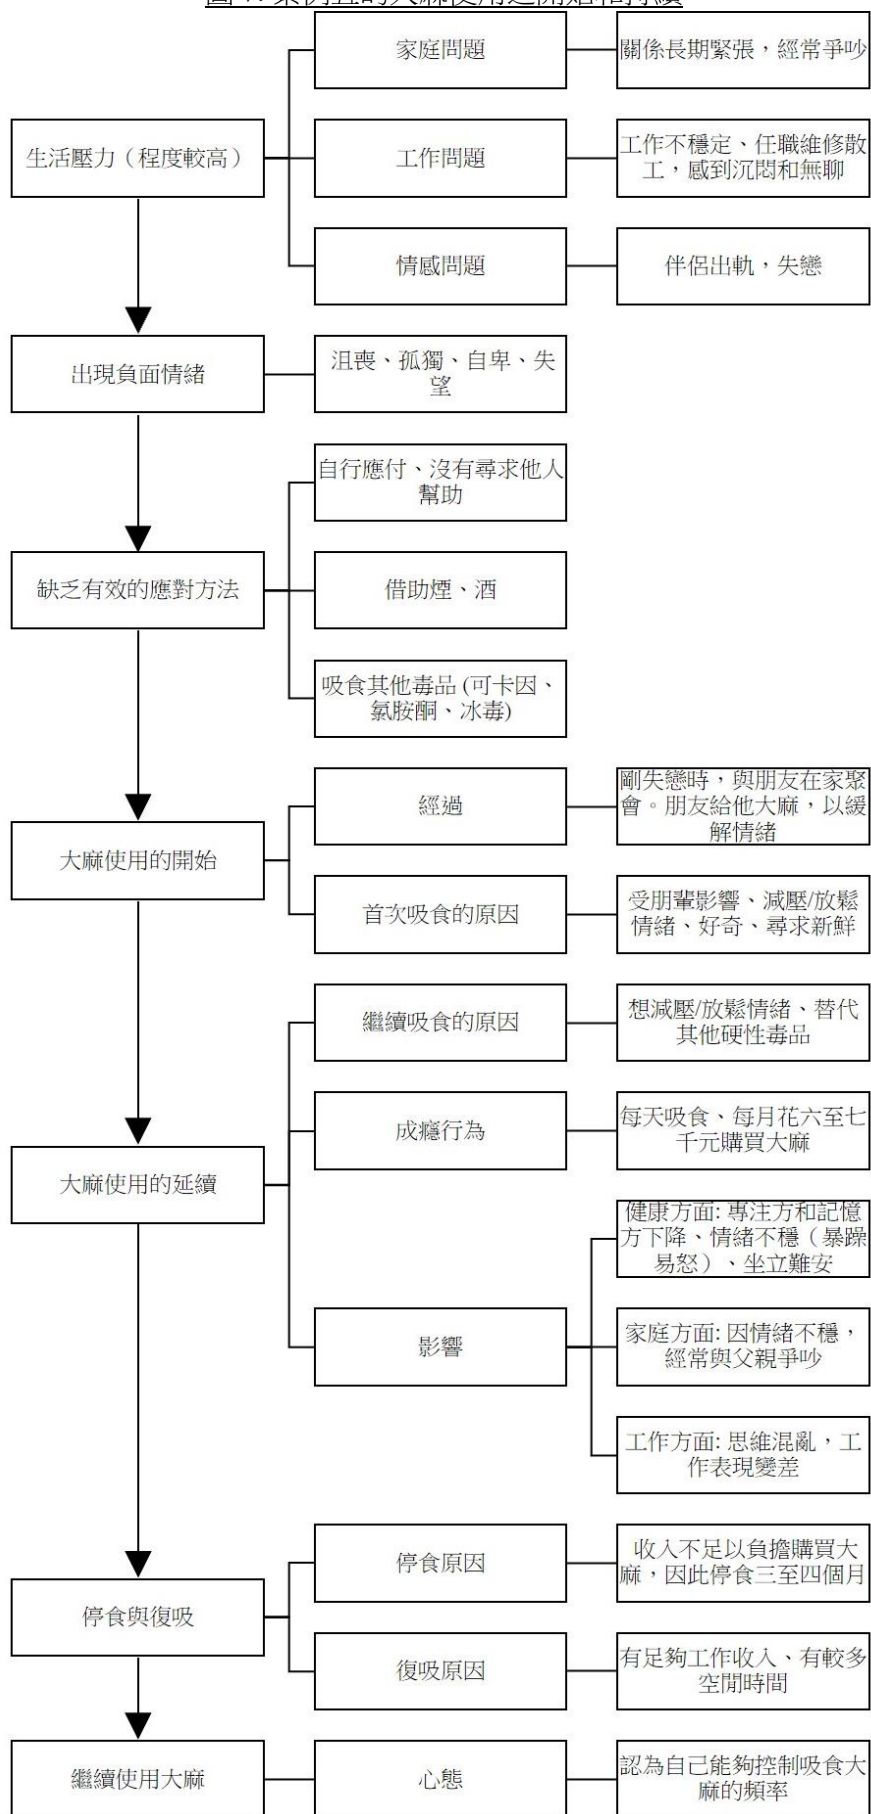 案例五的大麻使用之開始和持續
家庭問題
關係長期緊張，經常爭吵
生活壓力（程度較高）
工作問題
工作不穩定、任職維修散
工，感到沉悶和無聊
情感問題
伴侶出軌，失戀
出現負面情緒
沮喪、孤獨、自卑、失
望
自行應付、沒有尋求他人
幫助
缺乏有效的應對方法
借助煙、酒
吸食其他毒品 (可卡因、
氯胺酮、冰毒)
經過
剛失戀時，與朋友在家聚
會。朋友給他大麻，以緩
解情緒
大麻使用的開始
首次吸食的原因
受朋輩影響、減壓/放鬆
情緒、好奇、尋求新鮮
繼續吸食的原因
想減壓/放鬆情緒、替代
其他硬性毒品
成癮行為
每天吸食、每月花六至七
千元購買大麻
大麻使用的延續
健康方面: 專注方和記憶
方下降、情緒不穩（暴躁
易怒）、坐立難安
影響
家庭方面: 因情緒不穩，
經常與父親爭吵
工作方面: 思維混亂，工
作表現變差
停食原因
收入不足以負擔購買大
麻，因此停食三至四個月
停食與復吸
復吸原因
有足夠工作收入、有較多
空閒時間
繼續使用大麻
心態
認為自己能夠控制吸食大
麻的頻率